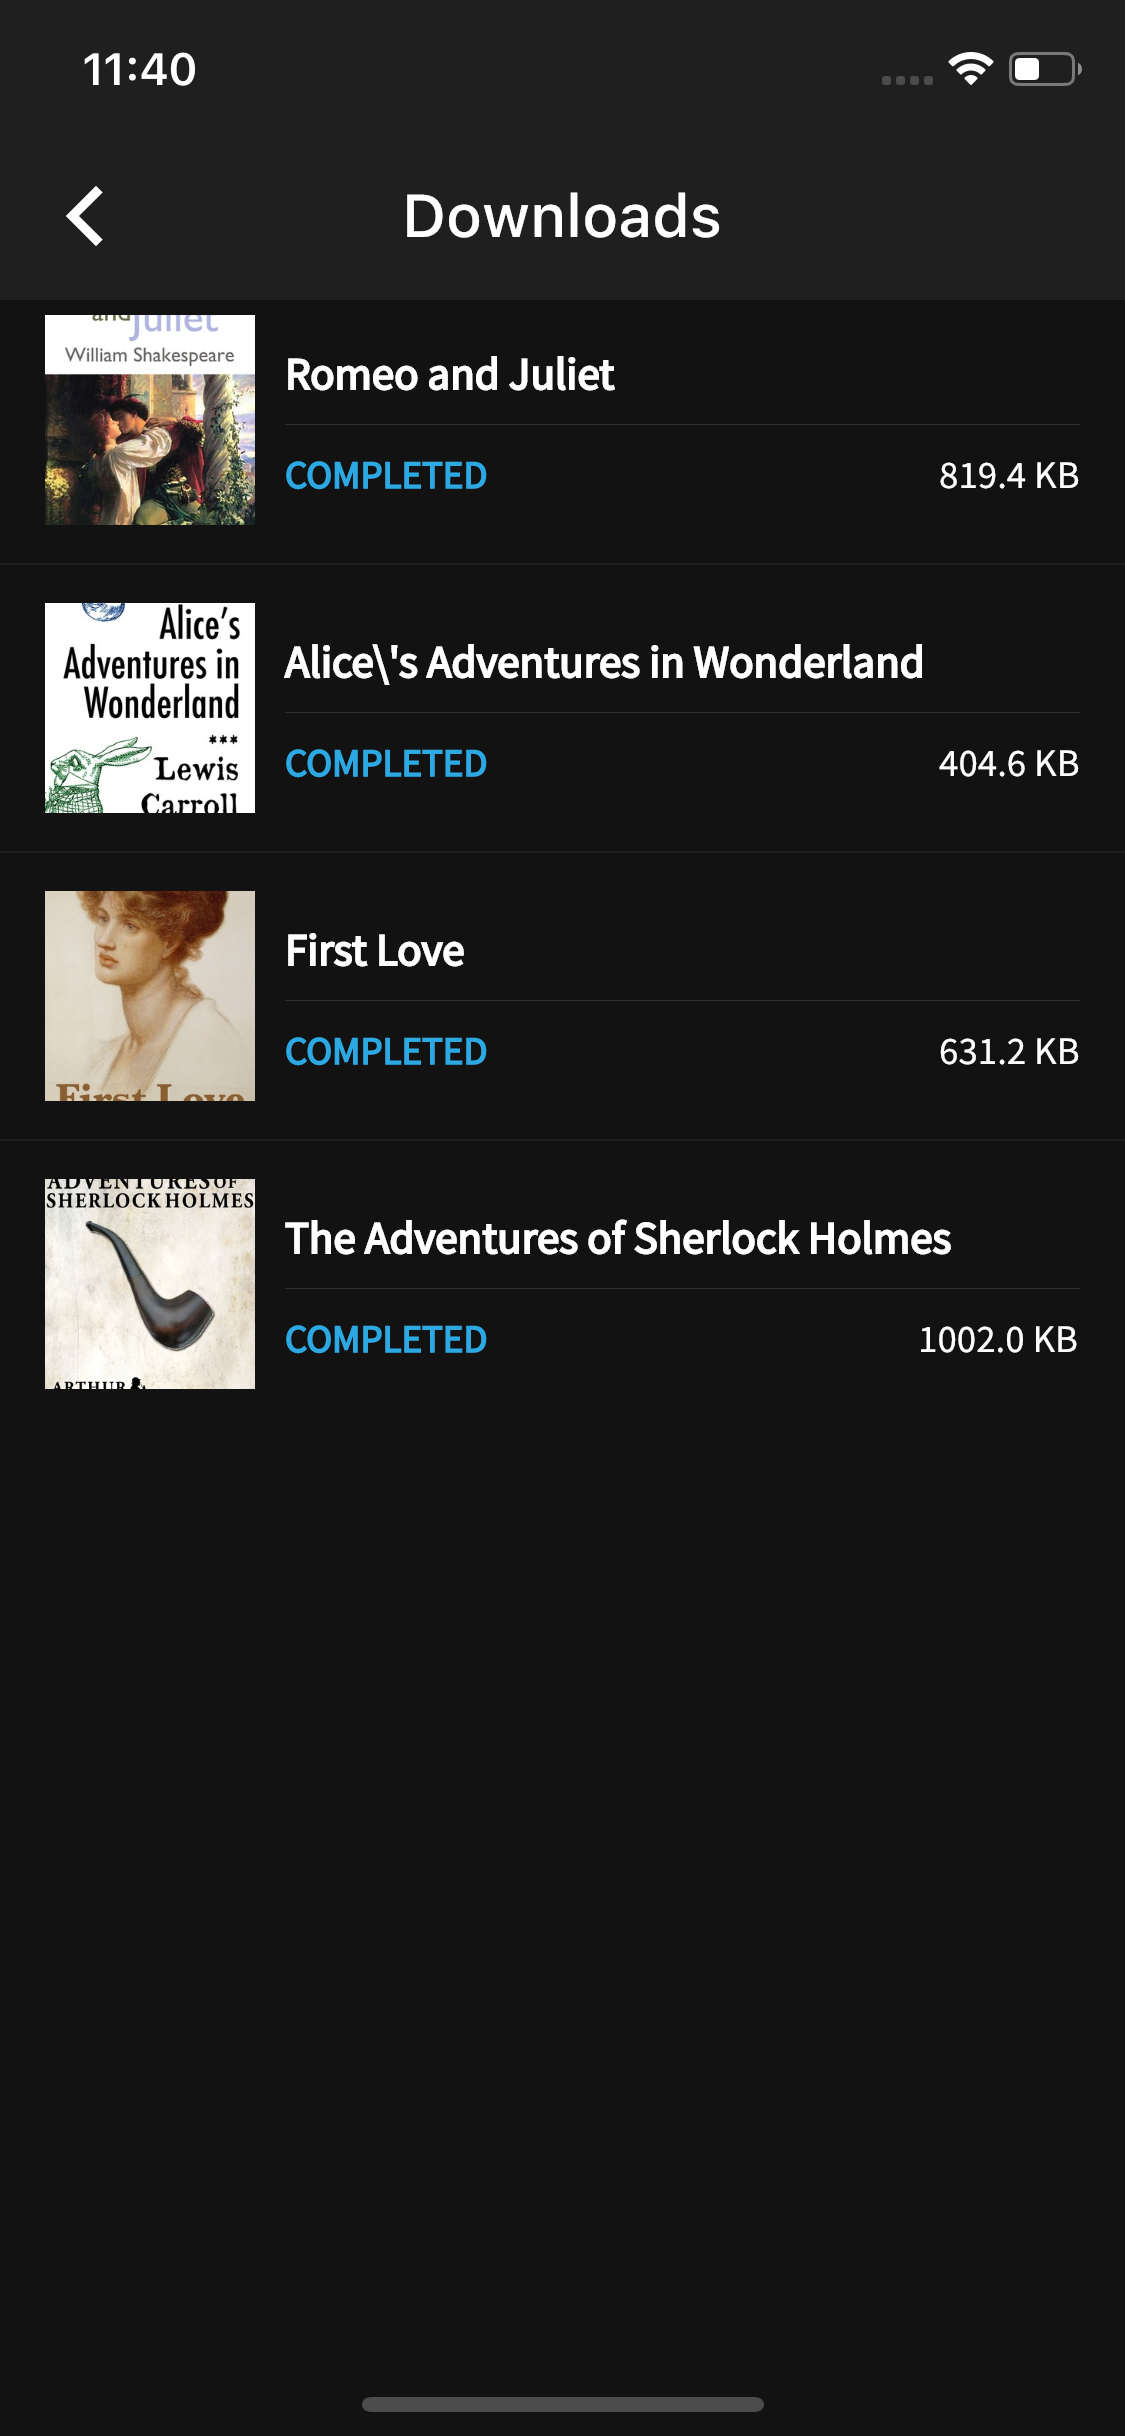 11:40
Downloads
and Juliet
William Shakespeare
Romeo and Juliet
COMPLETED
819.4 KB
Alice's
Adventures in
Wonderland
Lewis
Carroll
Alice\'s Adventures in Wonderland
COMPLETED
404.6 KB
First Love
First Love
COMPLETED
631.2 KB
ADVENTURES OF
SHERLOCK HOLMES
ARTHUR
The Adventures of Sherlock Holmes
COMPLETED
1002.0 KB